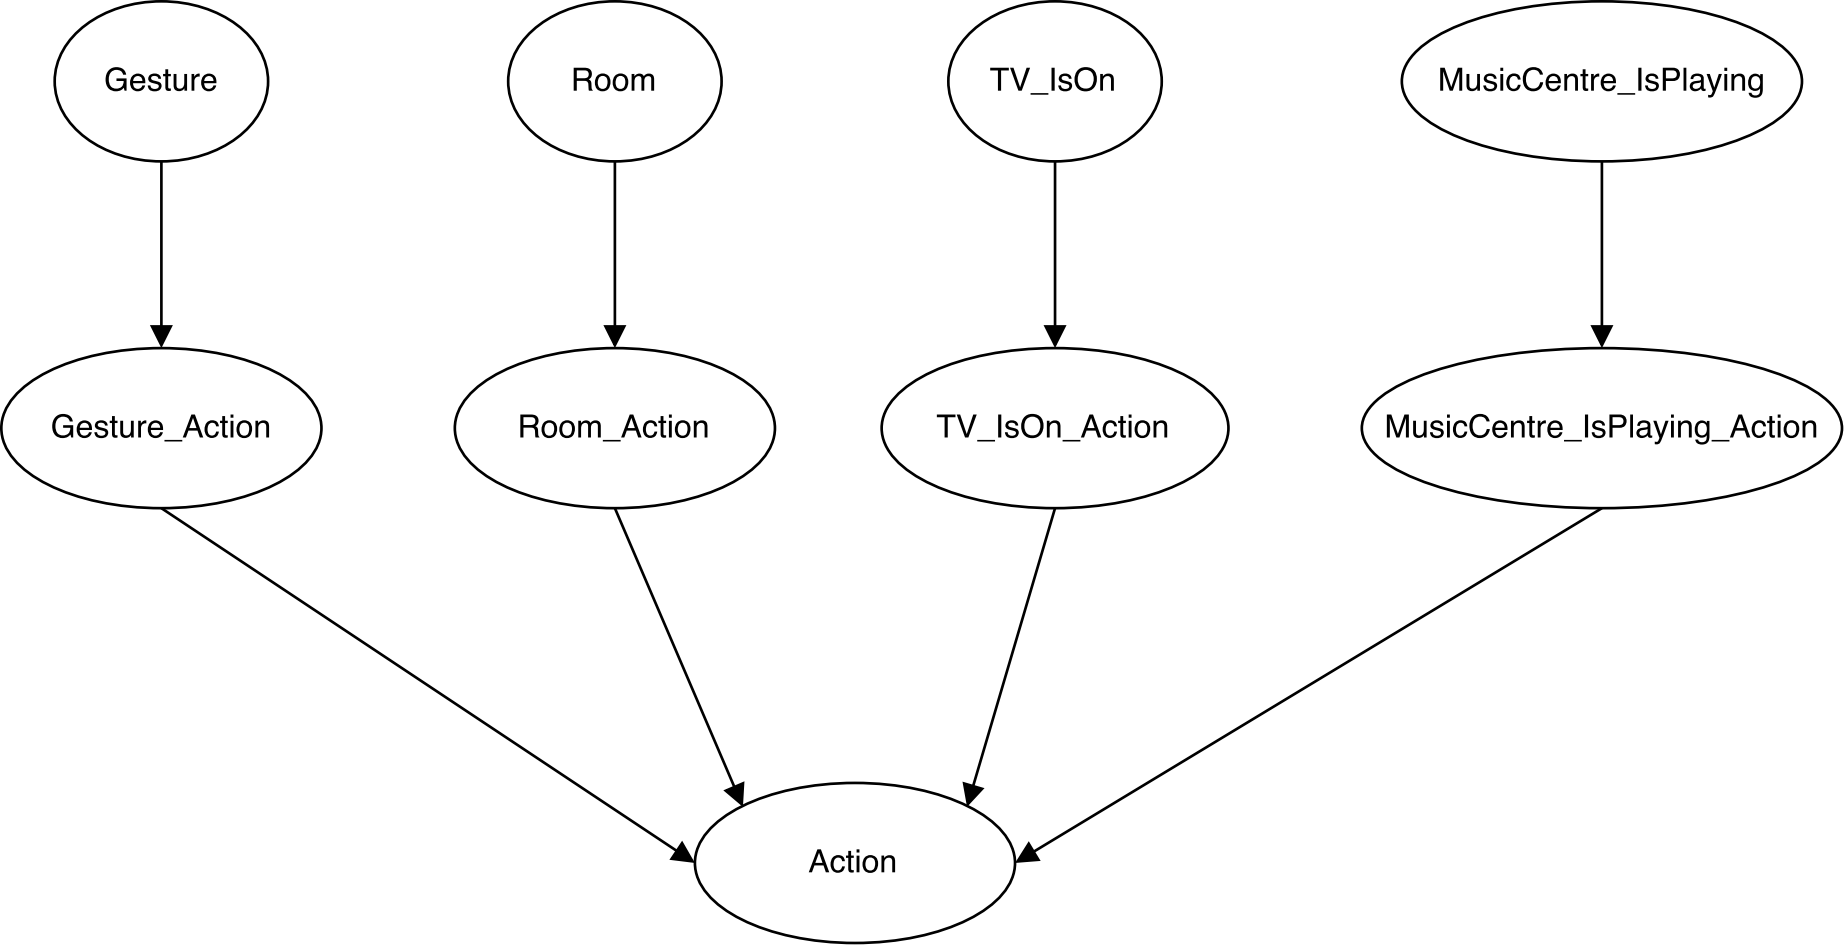 Gesture
Room
TV_IsOn
MusicCentre_IsPlaying
Gesture_Action
Room_Action
TV_IsOn_Action
MusicCentre_IsPlaying_Action
Action